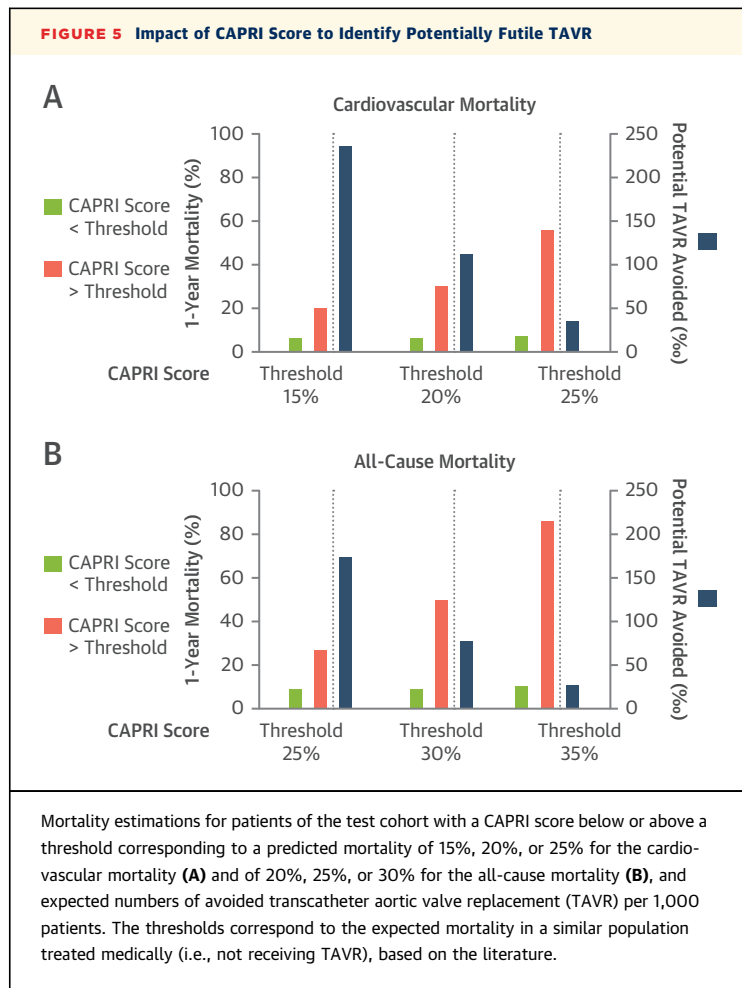 FIGURE 5 Impact of CAPRI Score to Identify Potentially Futile TAVR
A
Cardiovascular Mortality
CAPRI Score
< Threshold
CAPRI Score
> Threshold
1-Year Mortality (%)
100
80
60
40
20
0
250
200
150
100
50
0
Potential TAVR Avoided (‰)
CAPRI Score
Threshold
15%
Threshold
20%
Threshold
25%
B
All-Cause Mortality
CAPRI Score
< Threshold
CAPRI Score
> Threshold
1-Year Mortality (%)
100
80
60
40
20
0
250
200
150
100
50
0
Potential TAVR Avoided (‰)
CAPRI Score
Threshold
25%
Threshold
30%
Threshold
35%
Mortality estimations for patients of the test cohort with a CAPRI score below or above a
threshold corresponding to a predicted mortality of 15%, 20%, or 25% for the cardio-
vascular mortality (A) and of 20%, 25%, or 30% for the all-cause mortality (B), and
expected numbers of avoided transcatheter aortic valve replacement (TAVR) per 1,000
patients. The thresholds correspond to the expected mortality in a similar population
treated medically (i.e., not receiving TAVR), based on the literature.